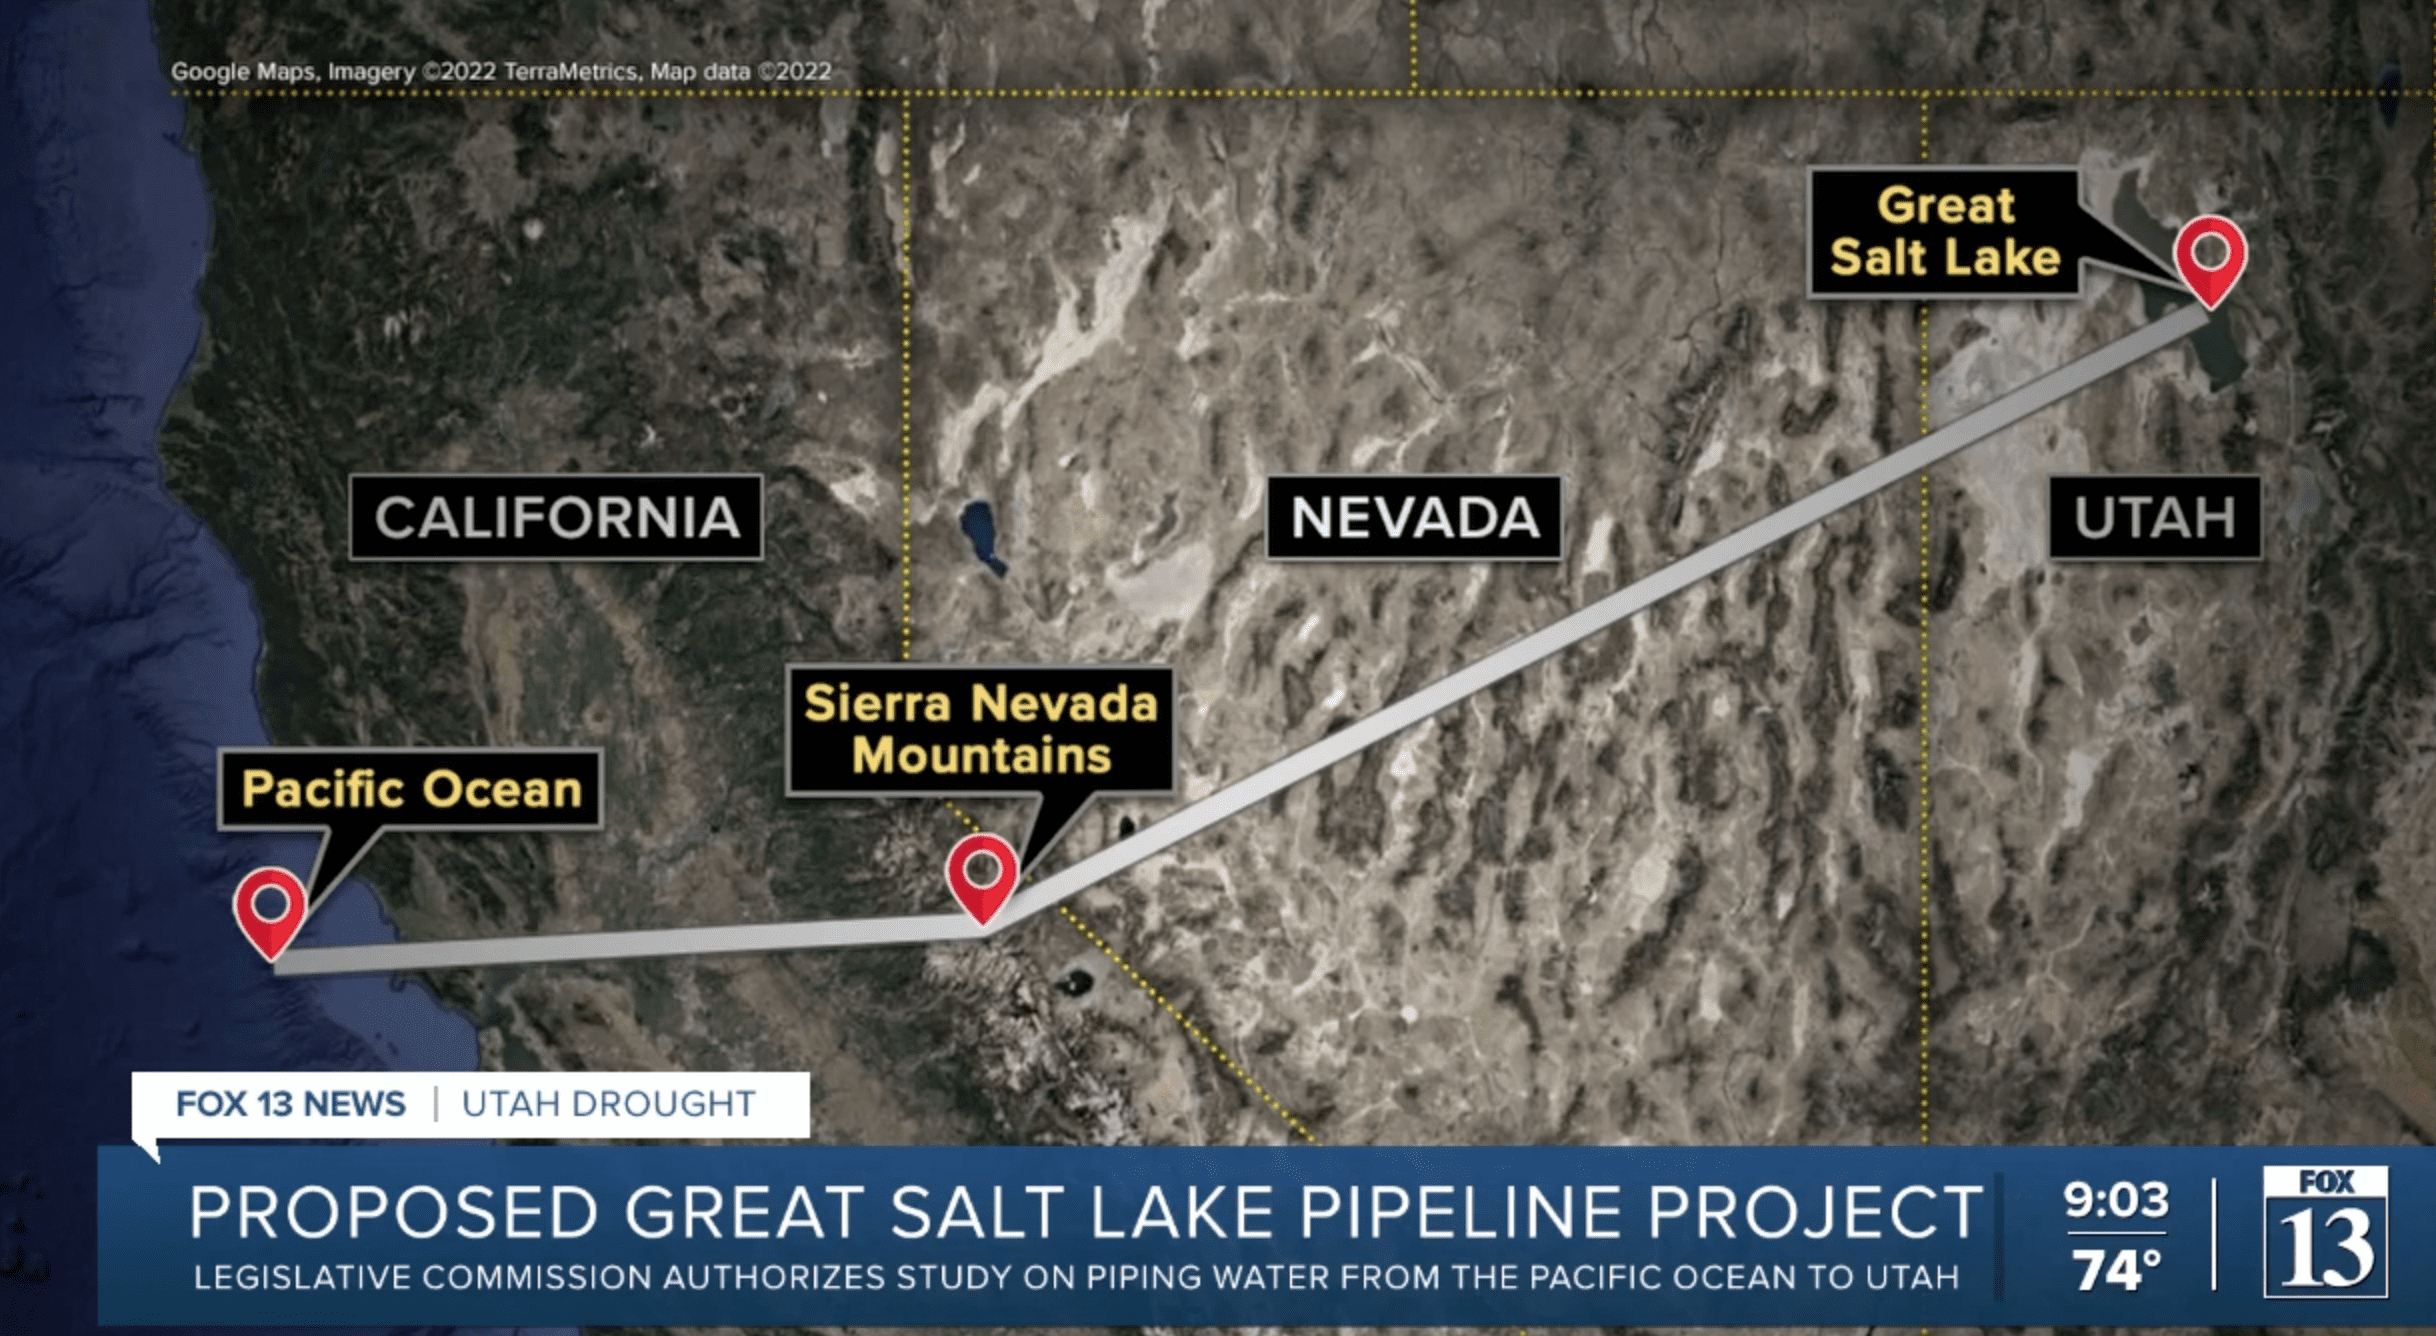 Google Maps, Imagery ©2022 TerraMetrics, Map data ©2022
Great
Salt Lake
CALIFORNIA
NEVADA
UTAH
Sierra Nevada
Mountains
Pacific Ocean
FOX 13 NEWS | UTAH DROUGHT
PROPOSED GREAT SALT LAKE PIPELINE PROJECT
LEGISLATIVE COMMISSION AUTHORIZES STUDY ON PIPING WATER FROM THE PACIFIC OCEAN TO UTAH
9:03
74°
FOX
13